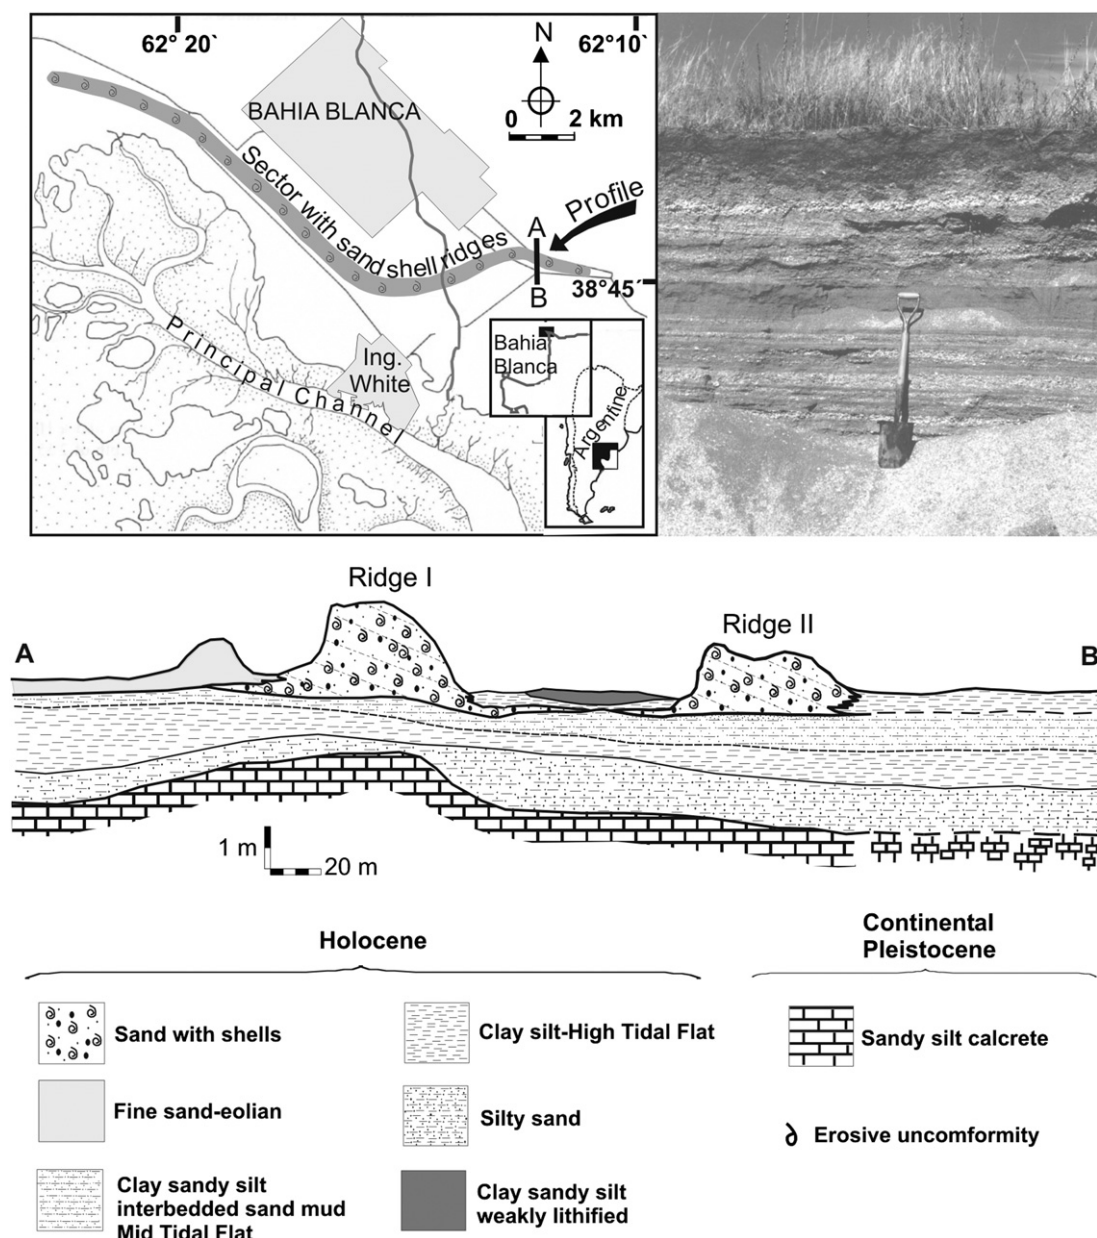 62° 20`
62° 10`
N
BAHIA BLANCA
0 2 km
Sector with sand shell ridges
Profile
A
B
38°45´
Principal Channel
Ing.
White
Bahia
Blanca
Argentine
Ridge I
Ridge II
A
B
1 m
20 m
Holocene
Continental
Pleistocene
Sand with shells
Clay silt-High Tidal Flat
Sandy silt calcrete
Fine sand-eolian
Silty sand
Erosive uncomformity
Clay sandy silt
interbedded sand mud
Mid Tidal Flat
Clay sandy silt
weakly lithified